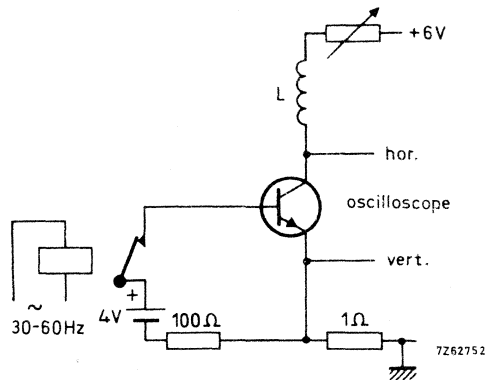 +6V
L
hor.
oscilloscope
vert.
+
~
30-60Hz
4V
100Ω
1Ω
7Z62752